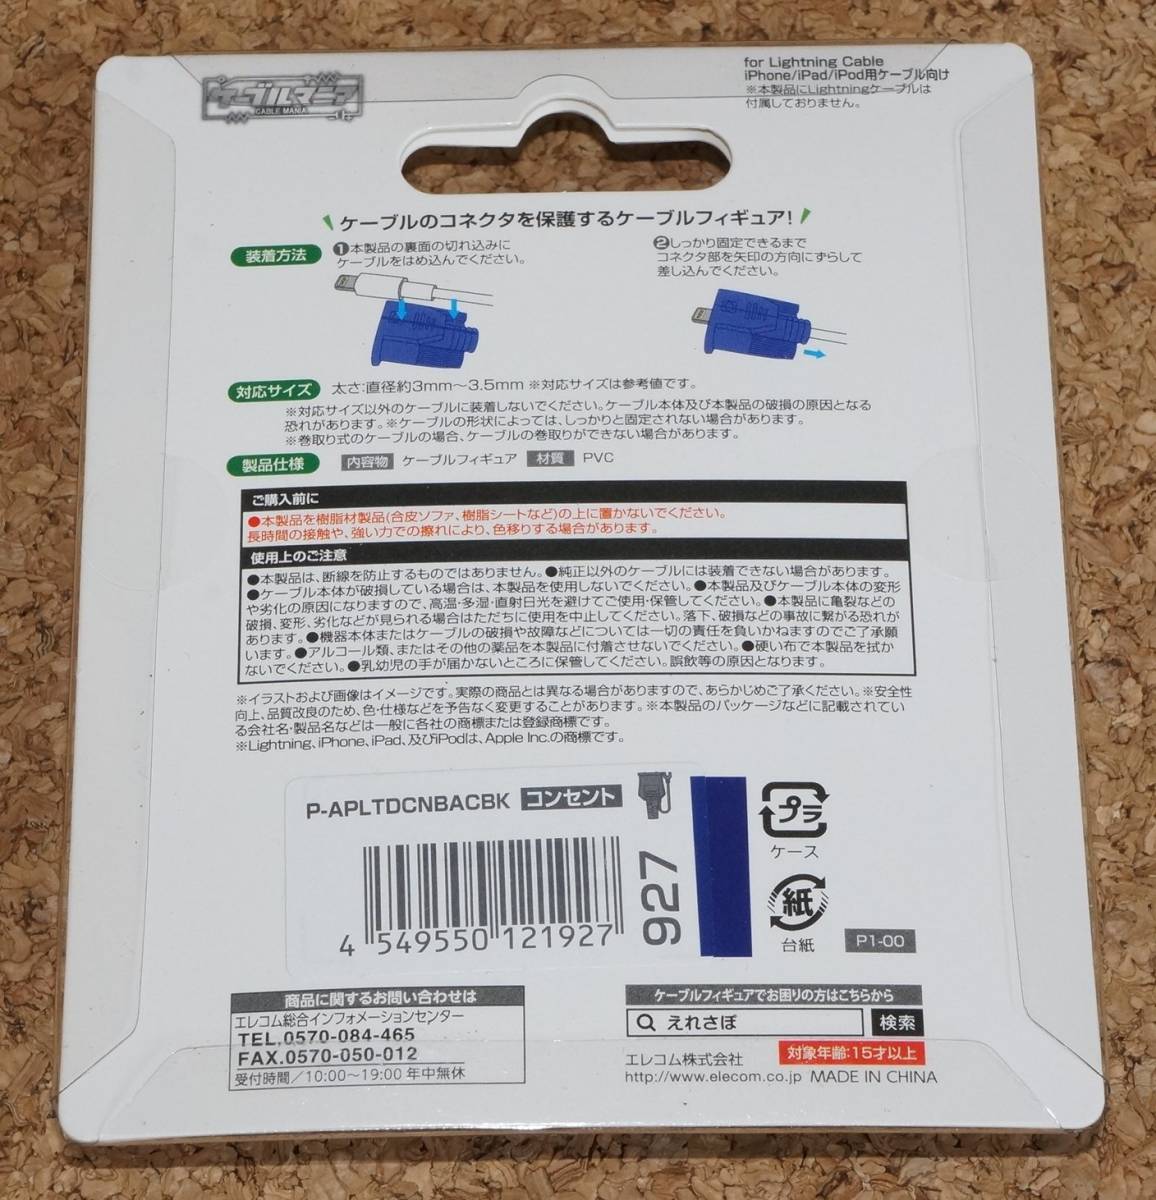 ケーブルマニア
CABLE MANIA
for Lightning Cable
iPhone/iPad/iPod用ケーブル向け
※本製品にLightningケーブルは
付属しておりません。
ケーブルのコネクタを保護するケーブルフィギュア!
装着方法
❶本製品の裏面の切れ込みに
ケーブルをはめ込んでください。
❷しっかり固定できるまで
コネクタ部を矢印の方向にずらして
差し込んでください。
対応サイズ 太さ:直径約3mm～3.5mm ※対応サイズは参考値です。
※対応サイズ以外のケーブルに装着しないでください。ケーブル本体及び本製品の破損の原因となる
恐れがあります。※ケーブルの形状によっては、しっかりと固定されない場合があります。
※巻取り式のケーブルの場合、ケーブルの巻取りができない場合があります。
製品仕様 内容物 ケーブルフィギュア 材質 PVC
ご購入前に
●本製品を樹脂材製品(合皮ソファ、樹脂シートなど)の上に置かないでください。
長時間の接触や、強い力での擦れにより、色移りする場合があります。
使用上のご注意
●本製品は、断線を防止するものではありません。●純正以外のケーブルには装着できない場合があります。
●ケーブル本体が破損している場合は、本製品を使用しないでください。●本製品及びケーブル本体の変形
や劣化の原因になりますので、高温・多湿・直射日光を避けてご使用・保管してください。●本製品に亀裂などの
破損、変形、劣化などが見られる場合はただちに使用を中止してください。落下、破損などの事故に繋がる恐れが
あります。●機器本体またはケーブルの破損や故障などについては一切の責任を負いかねますのでご了承願
います。●アルコール類、またはその他の薬品を本製品に付着させないでください。●硬い布で本製品を拭か
ないでください。●乳幼児の手が届かないところに保管してください。誤飲等の原因となります。
※イラストおよび画像はイメージです。実際の商品とは異なる場合がありますので、あらかじめご了承ください。※安全性
向上、品質改良のため、色・仕様などを予告なく変更することがあります。※本製品のパッケージなどに記載されてい
る会社名・製品名などは一般に各社の商標または登録商標です。
※Lightning、iPhone、iPad、及びiPodは、Apple Inc.の商標です。
P-APLTDCNBACBK コンセント
927
4 549550 121927
プラ
ケース
紙
台紙
P1-00
商品に関するお問い合わせは
エレコム総合インフォメーションセンター
TEL.0570-084-465
FAX.0570-050-012
受付時間／10:00～19:00 年中無休
ケーブルフィギュアでお困りの方はこちらから
えれさぽ 検索
エレコム株式会社 対象年齢:15才以上
http://www.elecom.co.jp MADE IN CHINA